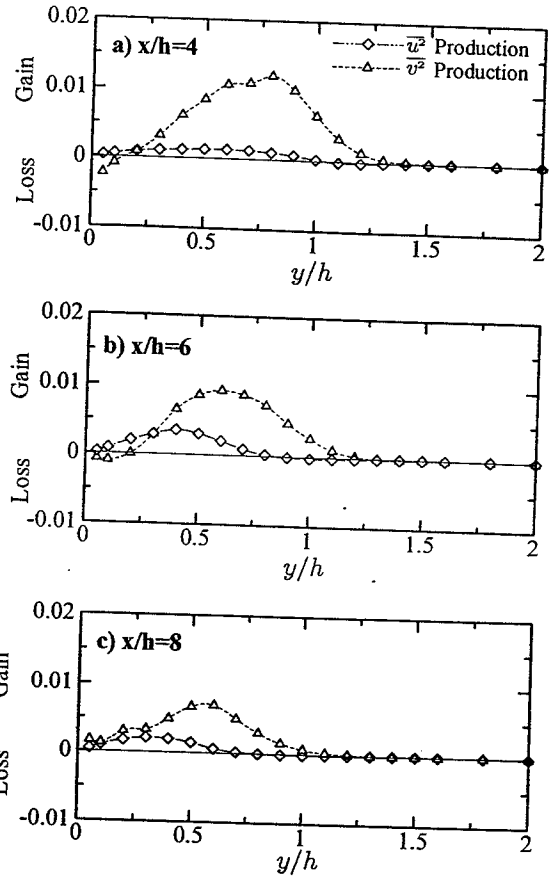 a) x/h=4
u² Production
v² Production
Gain
Loss
0.02
0.01
0
-0.01
0
0.5
1
1.5
2
y/h
b) x/h=6
Gain
Loss
0.02
0.01
0
-0.01
0
0.5
1
1.5
2
y/h
c) x/h=8
Gain
Loss
0.02
0.01
0
-0.01
0
0.5
1
1.5
2
y/h